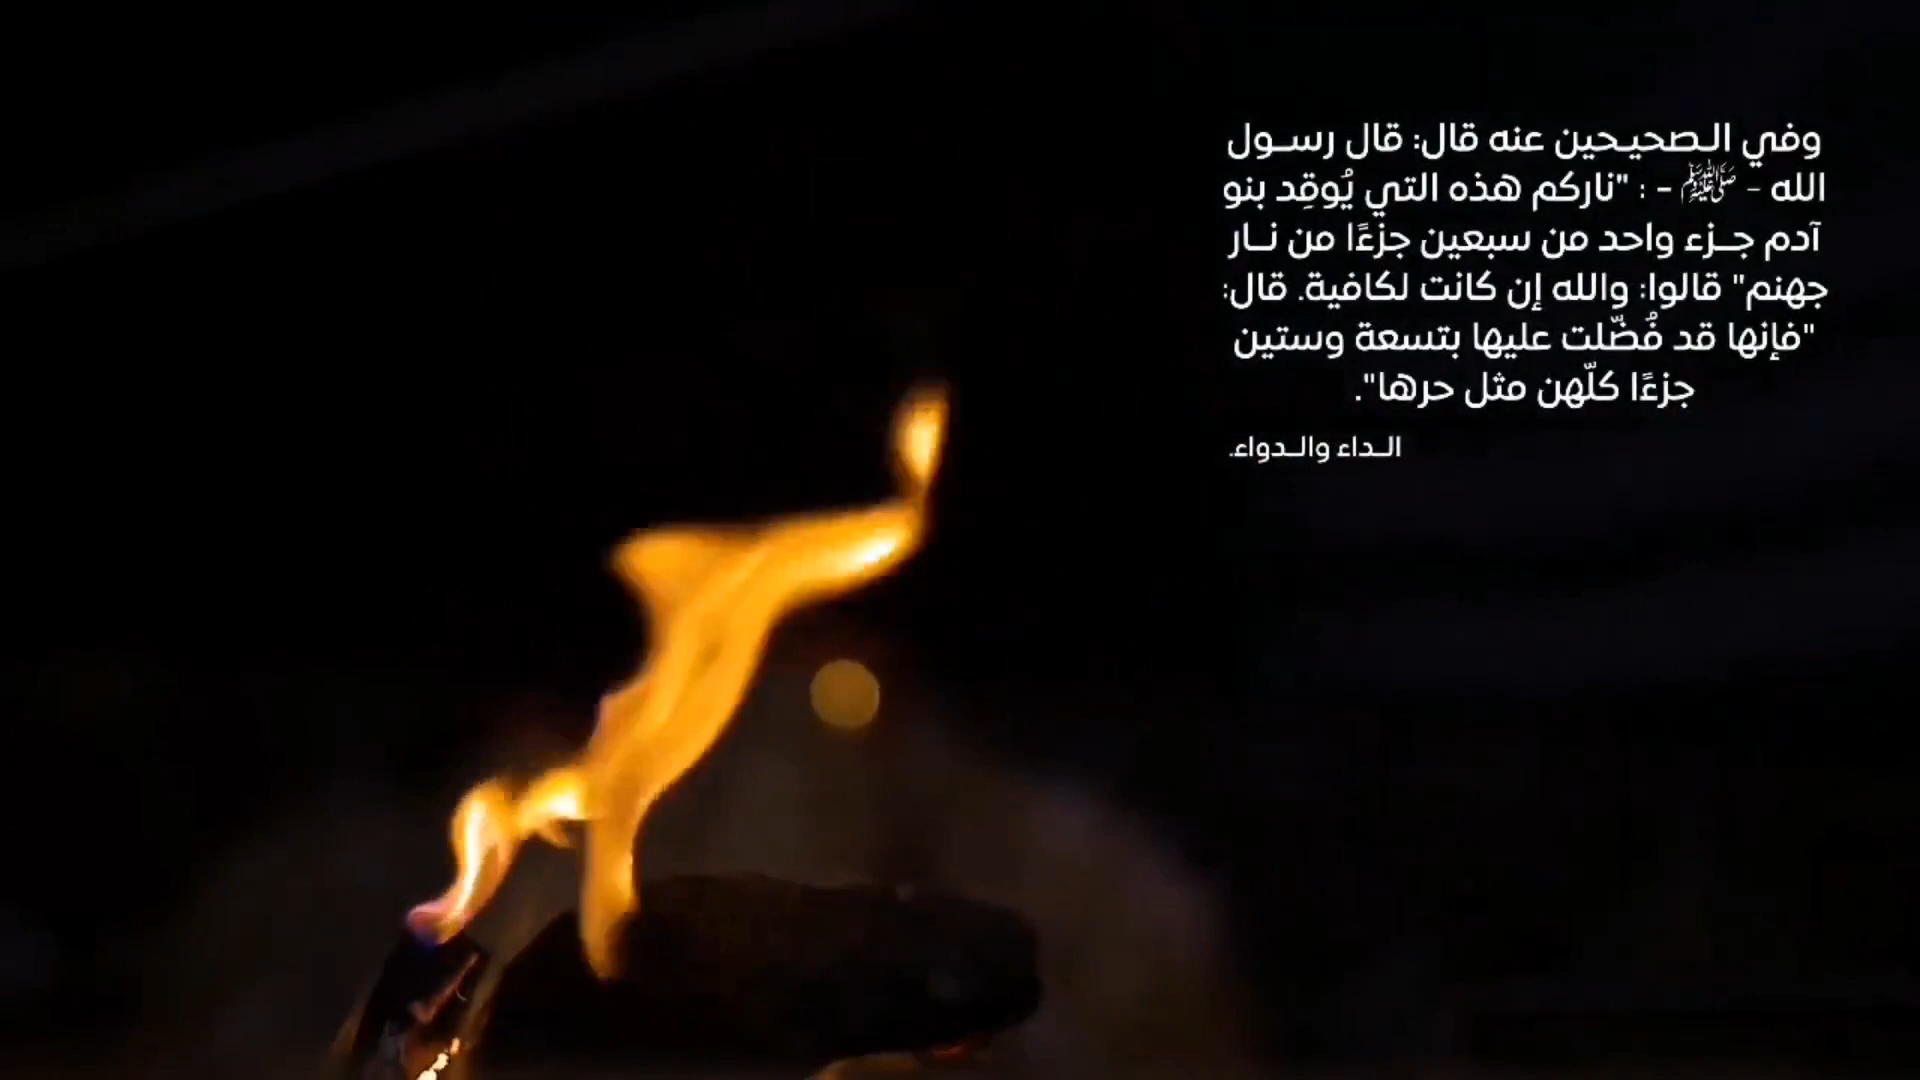 وفي الصحيحين عنه قال: قال رسول
الله - ﷺ - : "ناركم هذه التي يُوقِد بنو
آدم جزء واحد من سبعين جزءًا من نار
جهنم" قالوا: والله إن كانت لكافية. قال:
"فإنها قد فُضّلت عليها بتسعة وستين
جزءًا كلّهن مثل حرها".
الداء والدواء.